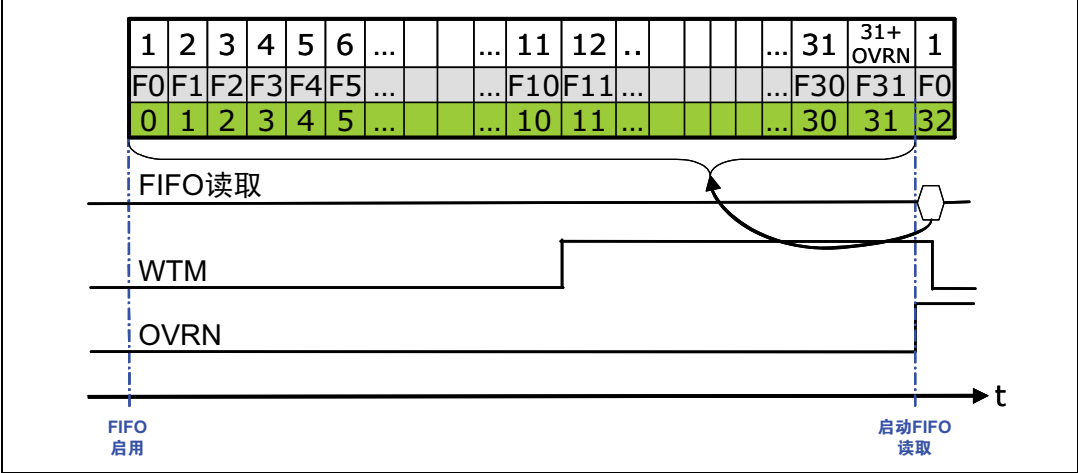 1 2 3 4 5 6 ... ... 11 12 .. ... 31 31+ OVRN 1
F0 F1 F2 F3 F4 F5 ... ... F10 F11 ... ... F30 F31 F0
0 1 2 3 4 5 ... ... 10 11 ... ... 30 31 32
FIFO读取
WTM
OVRN
t
FIFO
启用
启动FIFO
读取